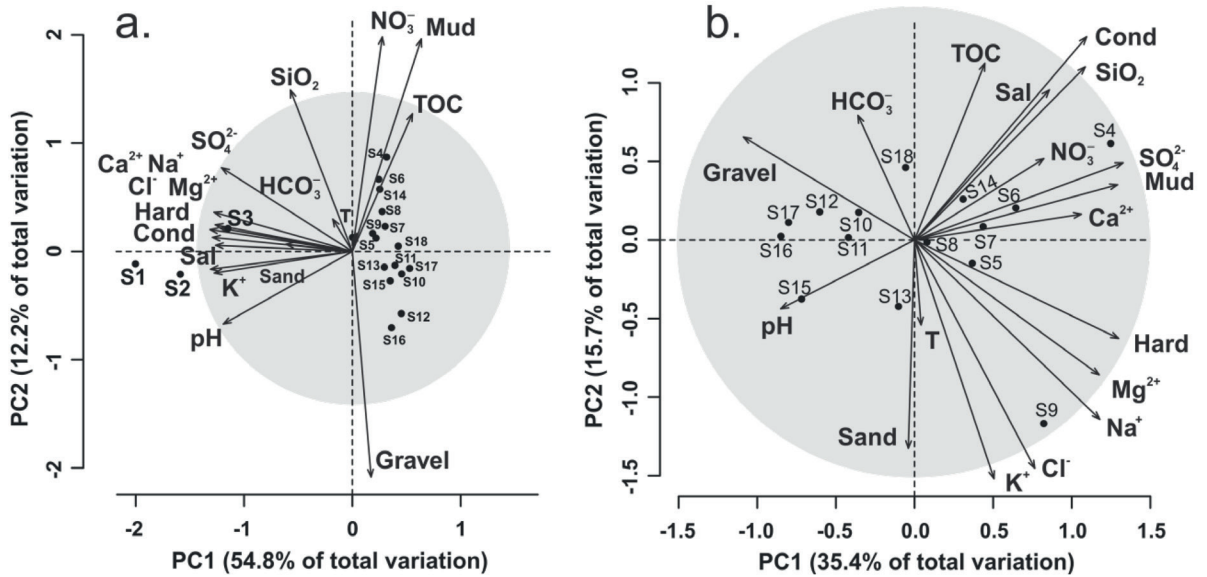 a.
NO₃⁻ Mud
SiO₂
TOC
SO₄²⁻
Ca²⁺ Na⁺
Cl⁻ Mg²⁺
HCO₃⁻
Hard
S3
Cond
Sal
S1
S2
K⁺
Sand
pH
T
S4
S6
S14
S8
S9
S7
S5
S18
S11
S13
S17
S15
S10
S12
S16
Gravel
2
1
0
-1
-2
PC2 (12.2% of total variation)
-2 -1 0 1
PC1 (54.8% of total variation)
b.
Cond
TOC
SiO₂
Sal
HCO₃⁻
S4
NO₃⁻
SO₄²⁻
Gravel
S18
S14
S6
Mud
Ca²⁺
S12
S17
S10
S16
S11
S8
S7
S5
S15
S13
pH
T
Hard
Mg²⁺
S9
Na⁺
Sand
K⁺
Cl⁻
1.0
0.5
0.0
-0.5
-1.0
-1.5
PC2 (15.7% of total variation)
-1.5 -1.0 -0.5 0.0 0.5 1.0 1.5
PC1 (35.4% of total variation)